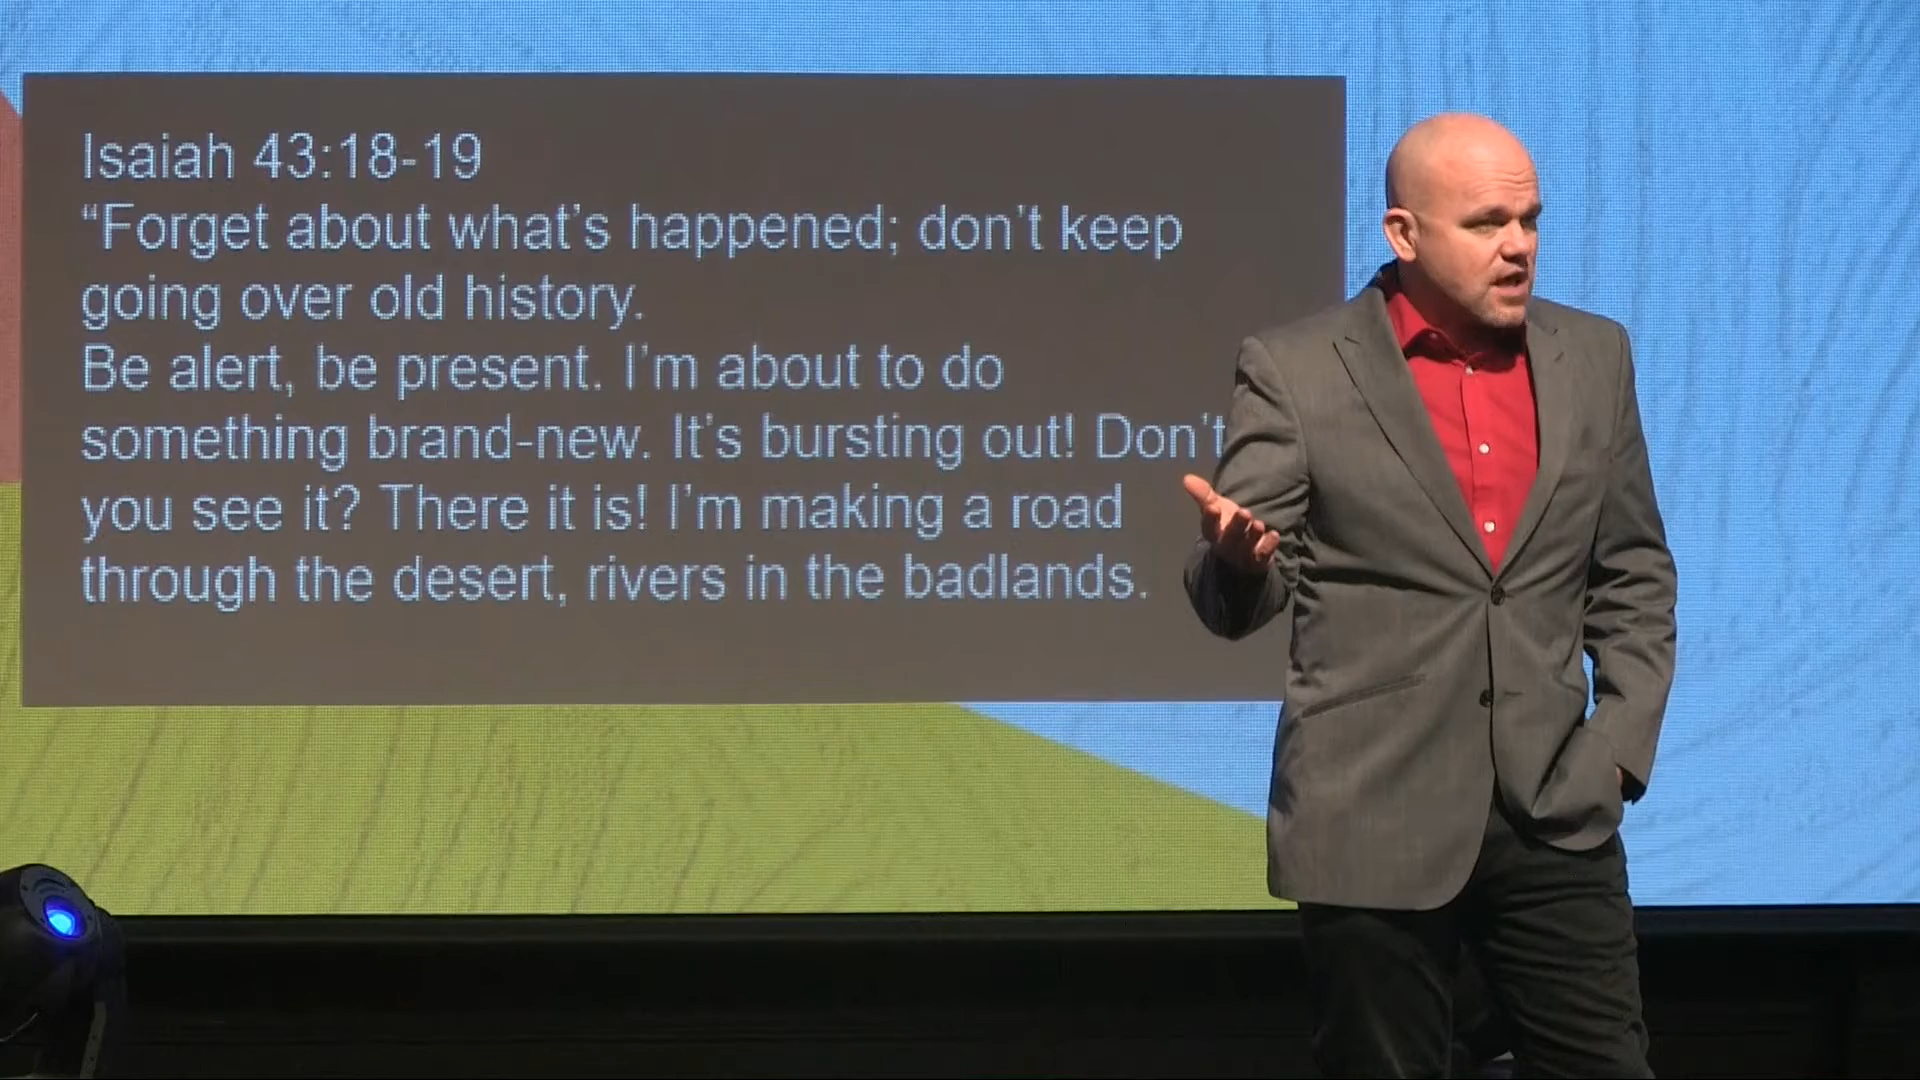 Isaiah 43:18-19
“Forget about what’s happened; don’t keep
going over old history.
Be alert, be present. I’m about to do
something brand-new. It’s bursting out! Don’t
you see it? There it is! I’m making a road
through the desert, rivers in the badlands.